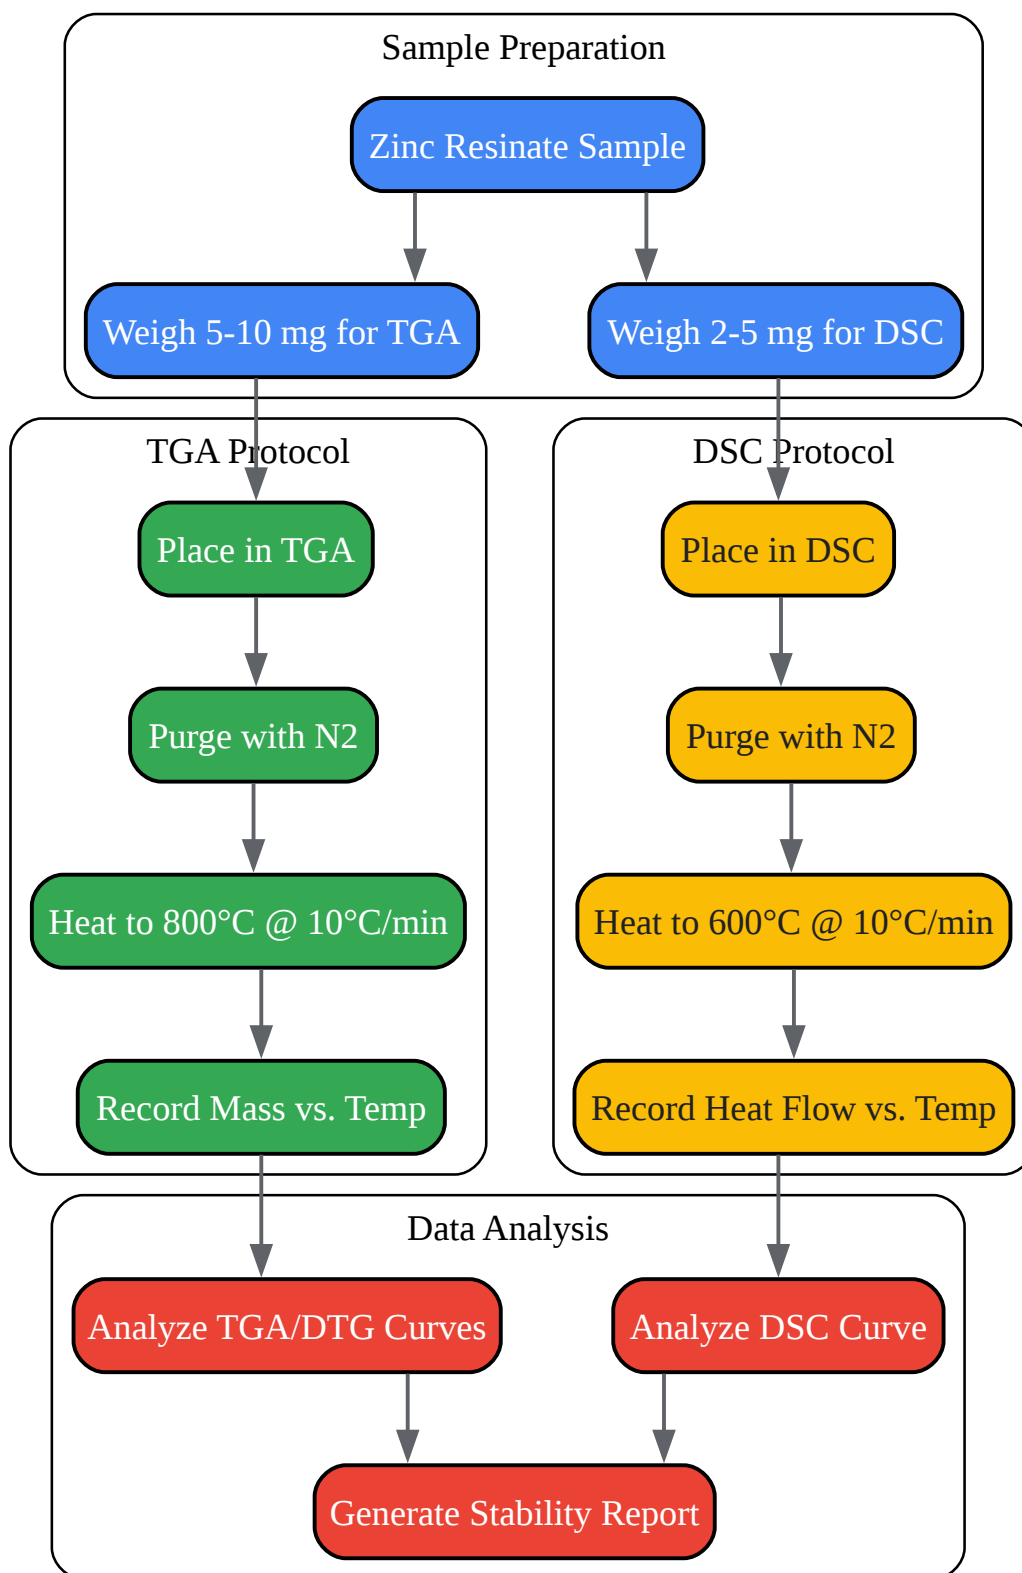 Sample Preparation
Zinc Resinate Sample
Weigh 5-10 mg for TGA
Weigh 2-5 mg for DSC
TGA Protocol
Place in TGA
Purge with N2
Heat to 800°C @ 10°C/min
Record Mass vs. Temp
DSC Protocol
Place in DSC
Purge with N2
Heat to 600°C @ 10°C/min
Record Heat Flow vs. Temp
Data Analysis
Analyze TGA/DTG Curves
Analyze DSC Curve
Generate Stability Report